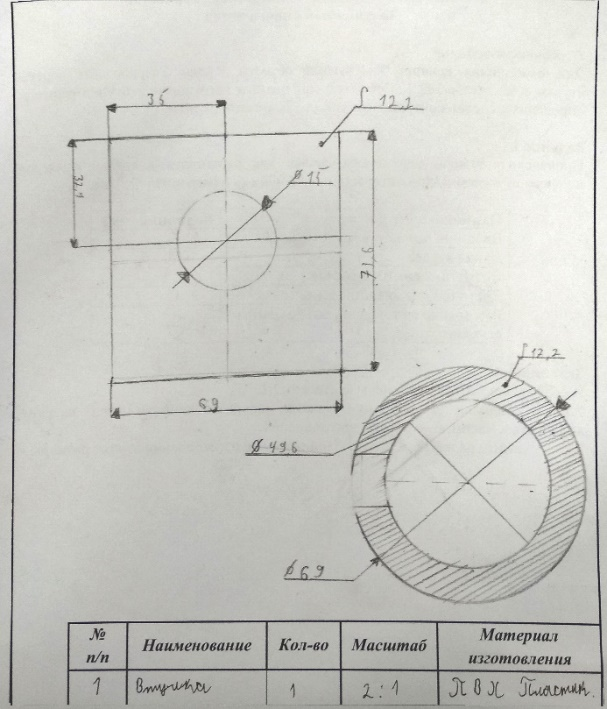 35
ʃ 12,2
ø 15
32,1
71,6
69
ʃ 12,2
ø 49,6
ø 69
№ п/п Наименование Кол-во Масштаб Материал изготовления
1 Втулка 1 2:1 ПВХ Пластик.